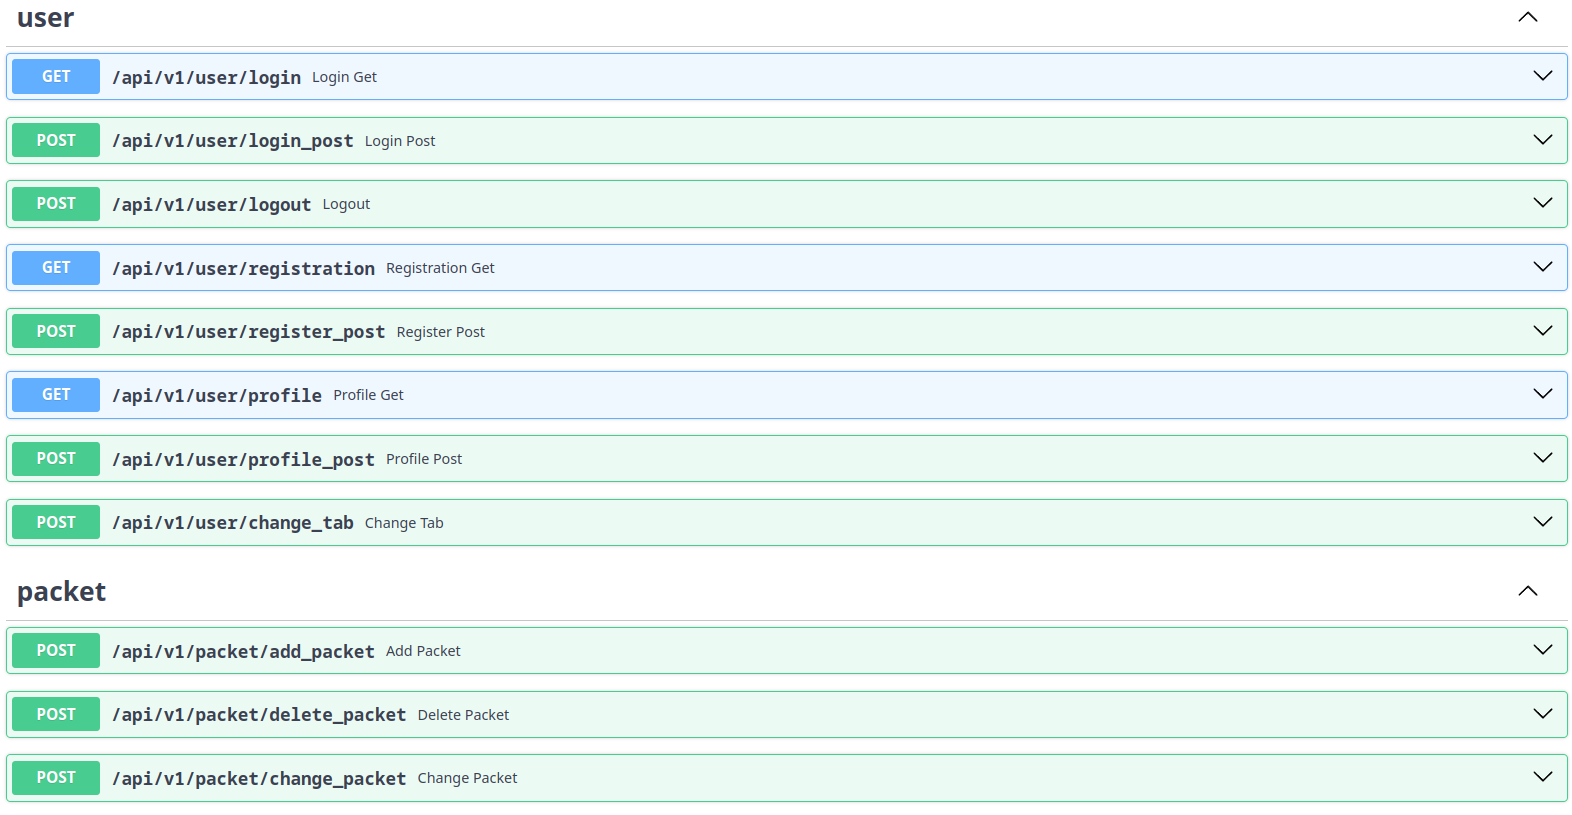 user
GET /api/v1/user/login Login Get
POST /api/v1/user/login_post Login Post
POST /api/v1/user/logout Logout
GET /api/v1/user/registration Registration Get
POST /api/v1/user/register_post Register Post
GET /api/v1/user/profile Profile Get
POST /api/v1/user/profile_post Profile Post
POST /api/v1/user/change_tab Change Tab
packet
POST /api/v1/packet/add_packet Add Packet
POST /api/v1/packet/delete_packet Delete Packet
POST /api/v1/packet/change_packet Change Packet